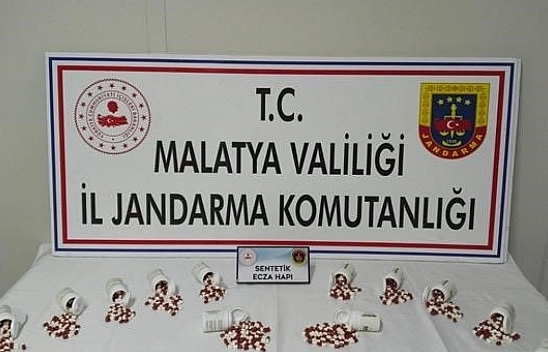 T.C.
MALATYA VALİLİĞİ
İL JANDARMA KOMUTANLIĞI
JANDARMA
SENTETİK
ECZA HAPI